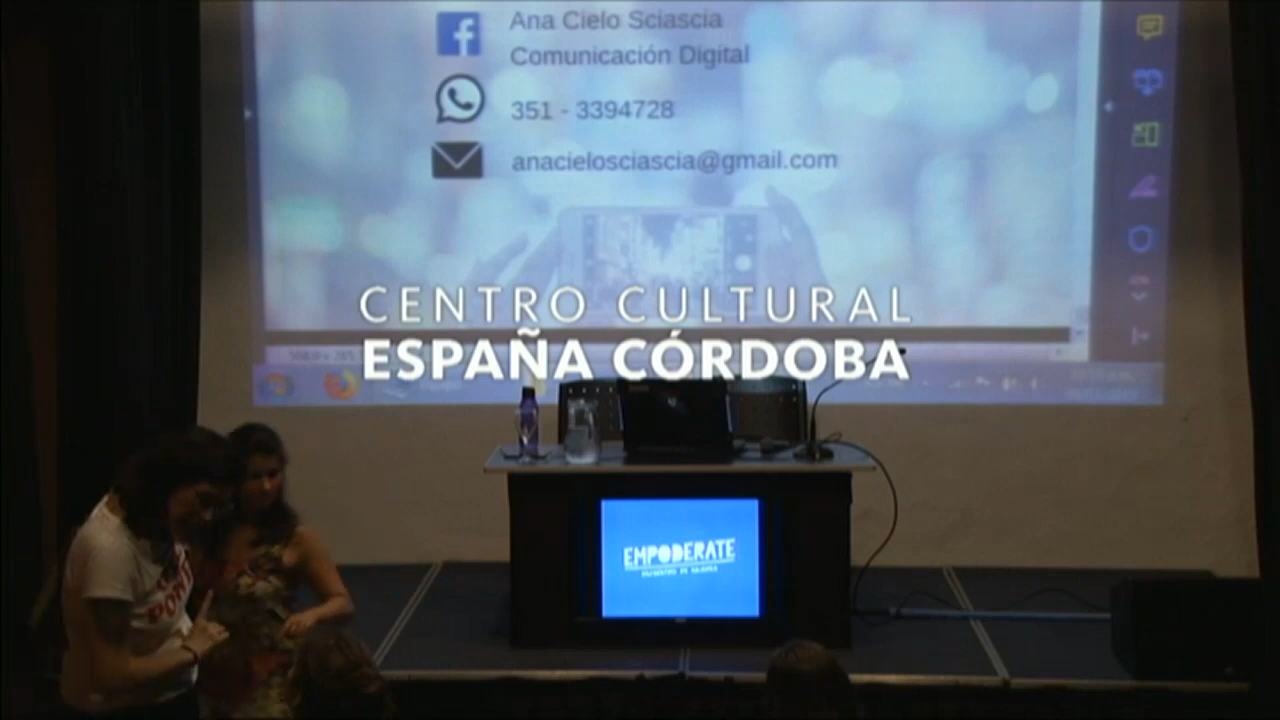 Ana Cielo Sciascia
Comunicación Digital
351 - 3394728
anacielosciascia@gmail.com
CENTRO CULTURAL
ESPAÑA CÓRDOBA
EMPODERATE